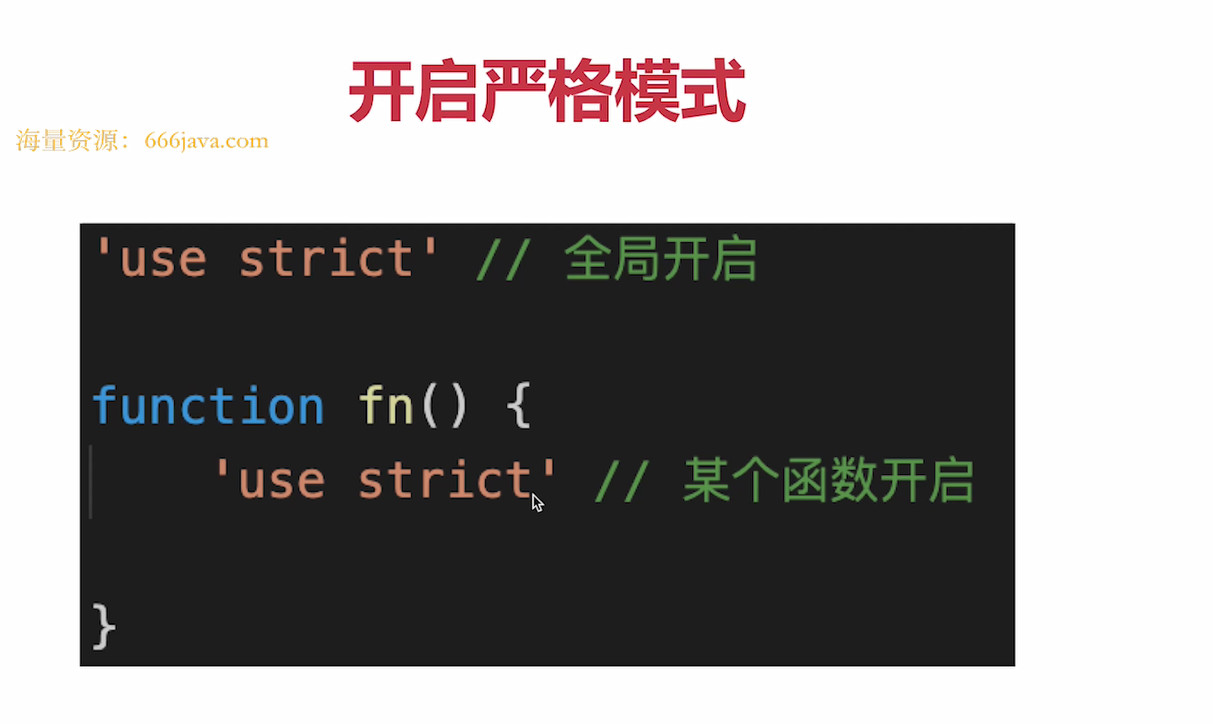 开启严格模式
海量资源：666java.com
'use strict' // 全局开启
function fn() {
'use strict' // 某个函数开启
}